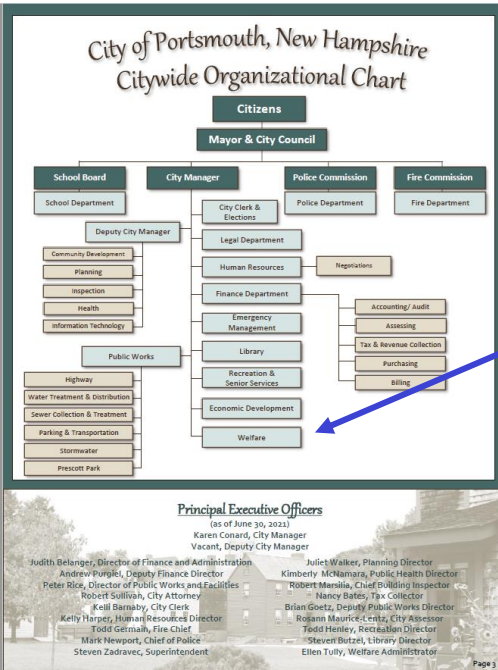 City of Portsmouth, New Hampshire
Citywide Organizational Chart
Citizens
Mayor & City Council
School Board
City Manager
Police Commission
Fire Commission
School Department
Police Department
Fire Department
City Clerk &
Elections
Deputy City Manager
Legal Department
Community Development
Planning
Inspection
Health
Information Technology
Human Resources
Negotiations
Finance Department
Accounting/ Audit
Assessing
Tax & Revenue Collection
Purchasing
Billing
Emergency
Management
Public Works
Library
Highway
Water Treatment & Distribution
Sewer Collection & Treatment
Parking & Transportation
Stormwater
Prescott Park
Recreation &
Senior Services
Economic Development
Welfare
Principal Executive Officers
(as of June 30, 2021)
Karen Conard, City Manager
Vacant, Deputy City Manager
Judith Belanger, Director of Finance and Administration
Andrew Purgiel, Deputy Finance Director
Peter Rice, Director of Public Works and Facilities
Robert Sullivan, City Attorney
Kelli Barnaby, City Clerk
Kelly Harper, Human Resources Director
Todd Germain, Fire Chief
Mark Newport, Chief of Police
Steven Zadravec, Superintendent
Juliet Walker, Planning Director
Kimberly McNamara, Public Health Director
Robert Marsilia, Chief Building Inspector
Nancy Bates, Tax Collector
Brian Goetz, Deputy Public Works Director
Rosann Maurice-Lentz, City Assessor
Todd Henley, Recreation Director
Steven Butzel, Library Director
Ellen Tully, Welfare Administrator
Page 3